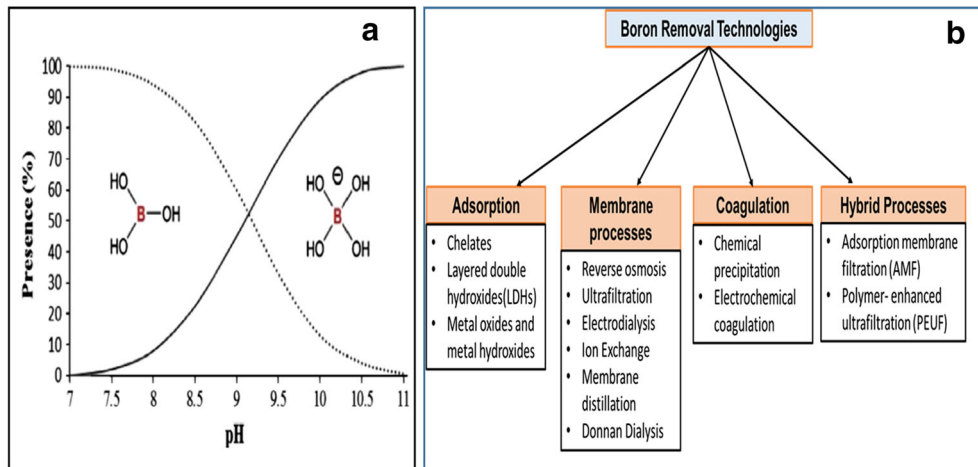 a
100
90
80
70
60
50
40
30
20
10
0
Presence (%)
HO
B
OH
HO
HO
⊖
OH
B
HO
OH
7
7.5
8
8.5
9
9.5
10
10.5
11
pH
b
Boron Removal Technologies
Adsorption
• Chelates
• Layered double
hydroxides(LDHs)
• Metal oxides and
metal hydroxides
Membrane
processes
• Reverse osmosis
• Ultrafiltration
• Electrodialysis
• Ion Exchange
• Membrane
distillation
• Donnan Dialysis
Coagulation
• Chemical
precipitation
• Electrochemical
coagulation
Hybrid Processes
• Adsorption membrane
filtration (AMF)
• Polymer- enhanced
ultrafiltration (PEUF)